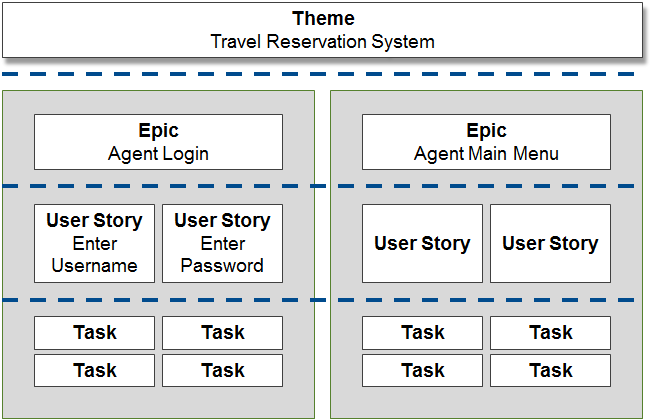 Theme
Travel Reservation System
Epic
Agent Login
Epic
Agent Main Menu
User Story
Enter
Username
User Story
Enter
Password
User Story
User Story
Task
Task
Task
Task
Task
Task
Task
Task